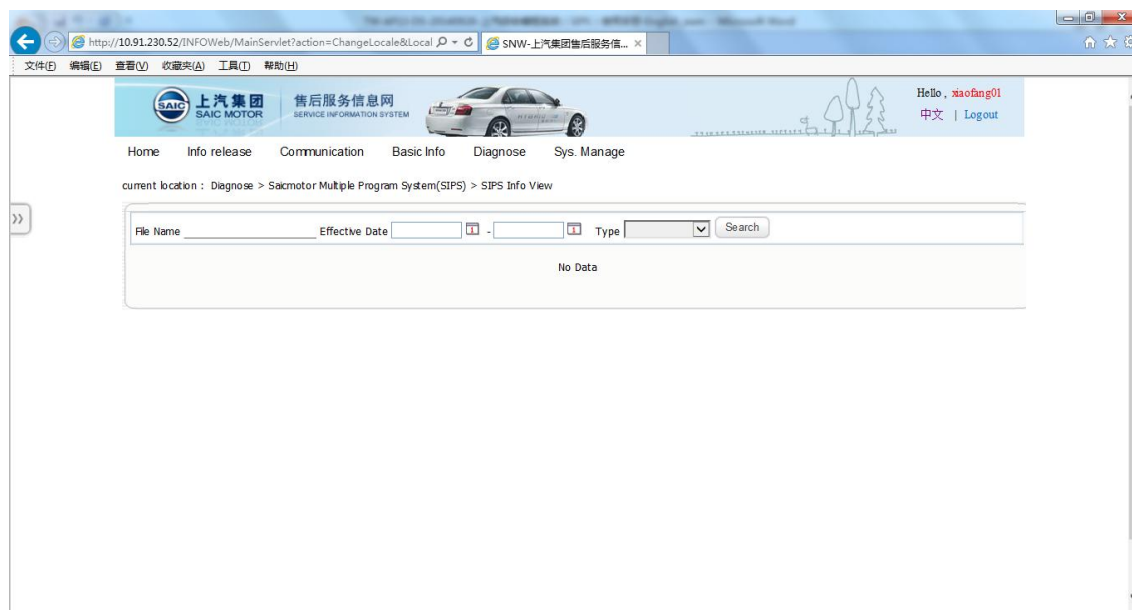 http://10.91.230.52/INFOWeb/MainServlet?action=ChangeLocale&Local
SNW-上汽集团售后服务信...
文件(F) 编辑(E) 查看(V) 收藏夹(A) 工具(T) 帮助(H)
SAIC 上汽集团 售后服务信息网
SAIC MOTOR SERVICE INFORMATION SYSTEM
Hello , xiaofang01
中文 | Logout
Home Info release Communication Basic Info Diagnose Sys. Manage
current location : Diagnose > Saicmotor Multiple Program System(SIPS) > SIPS Info View
File Name Effective Date - Type Search
No Data